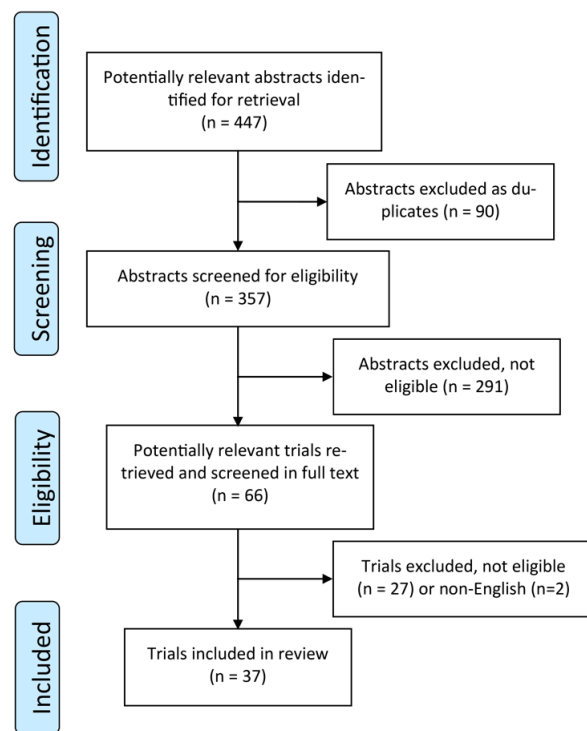 Identification
Potentially relevant abstracts iden-
tified for retrieval
(n = 447)
Abstracts excluded as du-
plicates (n = 90)
Screening
Abstracts screened for eligibility
(n = 357)
Abstracts excluded, not
eligible (n = 291)
Eligibility
Potentially relevant trials re-
trieved and screened in full text
(n = 66)
Trials excluded, not eligible
(n = 27) or non-English (n=2)
Included
Trials included in review
(n = 37)